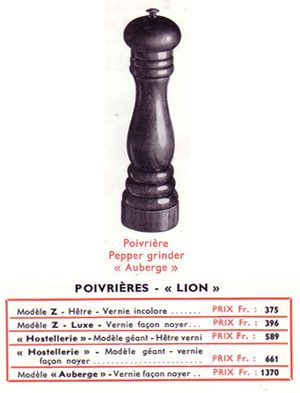 Poivrière
Pepper grinder
« Auberge »
POIVRIÈRES - « LION »
Modèle Z - Hêtre - Vernie incolore ....... PRIX Fr. : 375
Modèle Z - Luxe - Vernie façon noyer... PRIX Fr. : 396
« Hostellerie » - Modèle géant - Hêtre verni PRIX Fr. : 589
« Hostellerie » - Modèle géant - vernie
façon noyer ................ PRIX Fr. : 661
Modèle « Auberge » - Vernie façon noyer .. PRIX Fr. : 1370